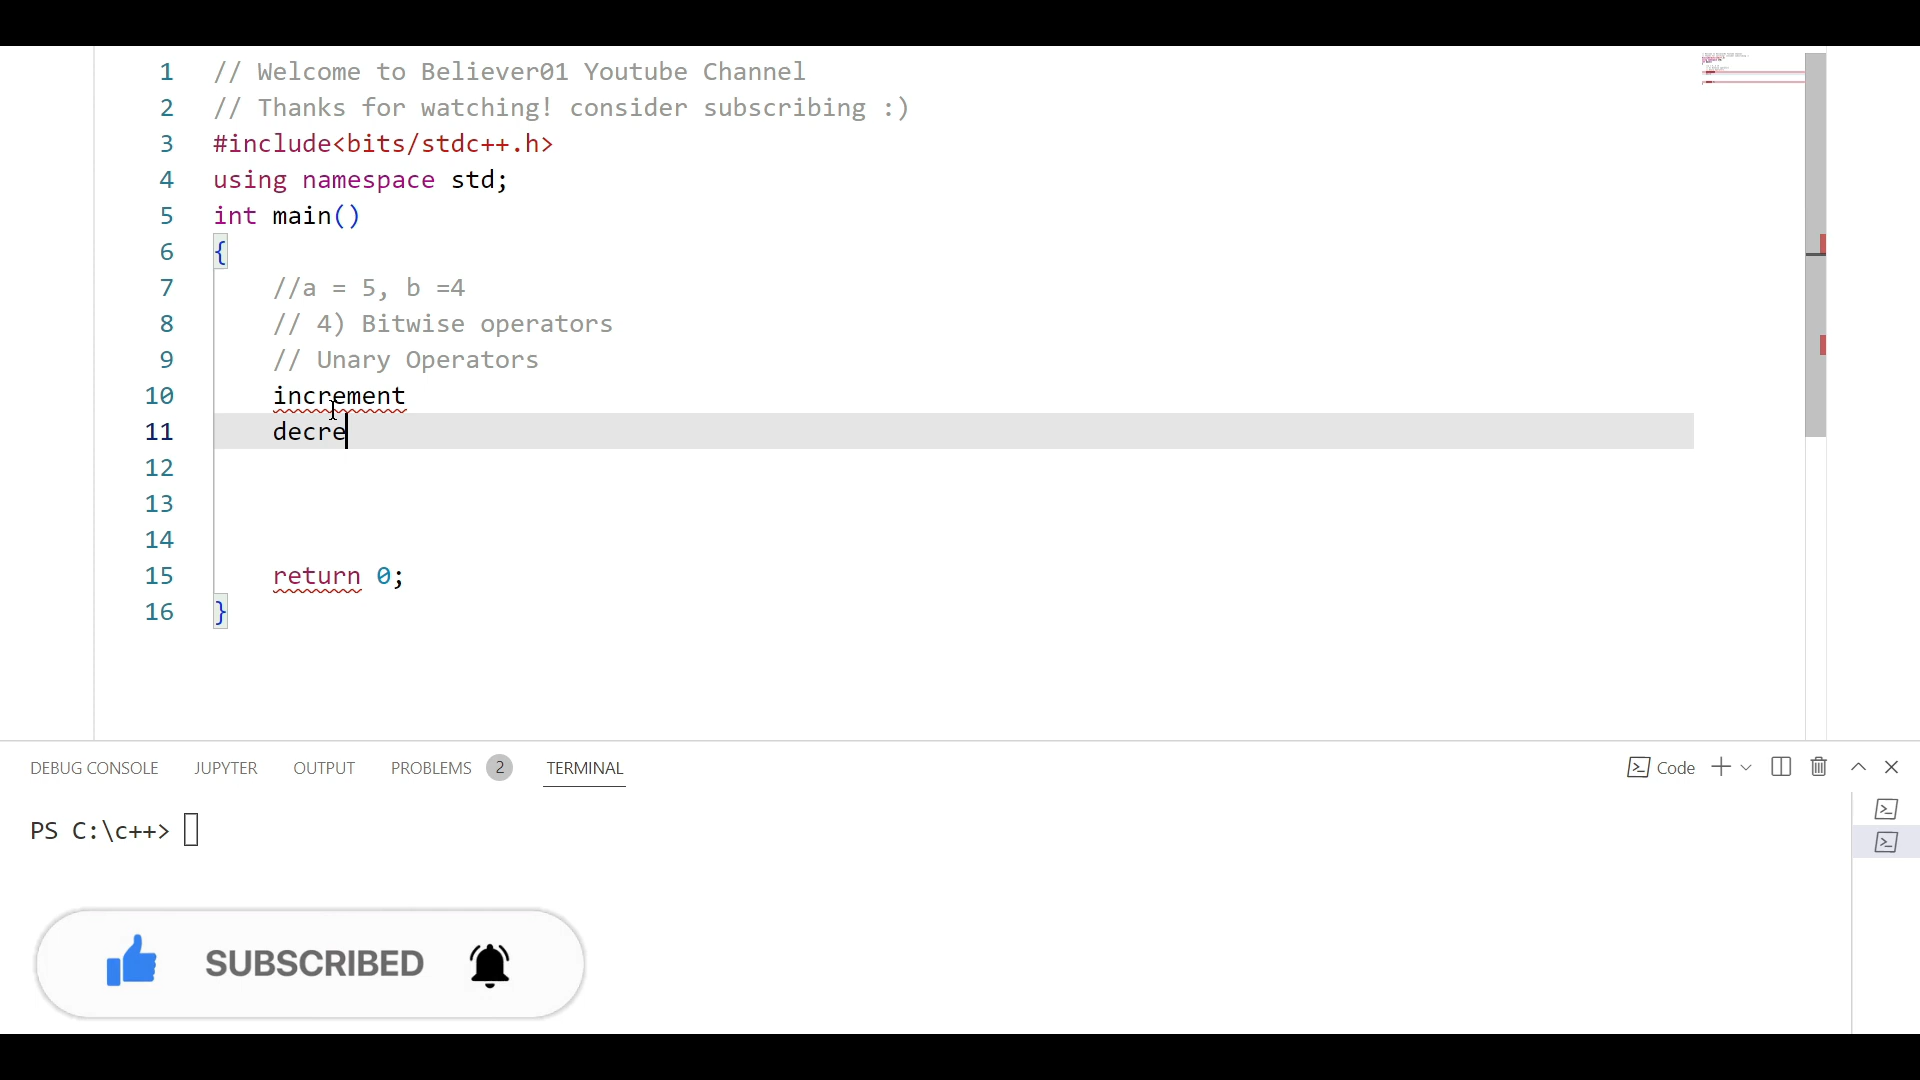 1 // Welcome to Believer01 Youtube Channel
2 // Thanks for watching! consider subscribing :)
3 #include<bits/stdc++.h>
4 using namespace std;
5 int main()
6 {
7 //a = 5, b =4
8 // 4) Bitwise operators
9 // Unary Operators
10 increment
11 decre
12
13
14
15 return 0;
16 }
DEBUG CONSOLE JUPYTER OUTPUT PROBLEMS 2 TERMINAL Code
PS C:\c++>
SUBSCRIBED